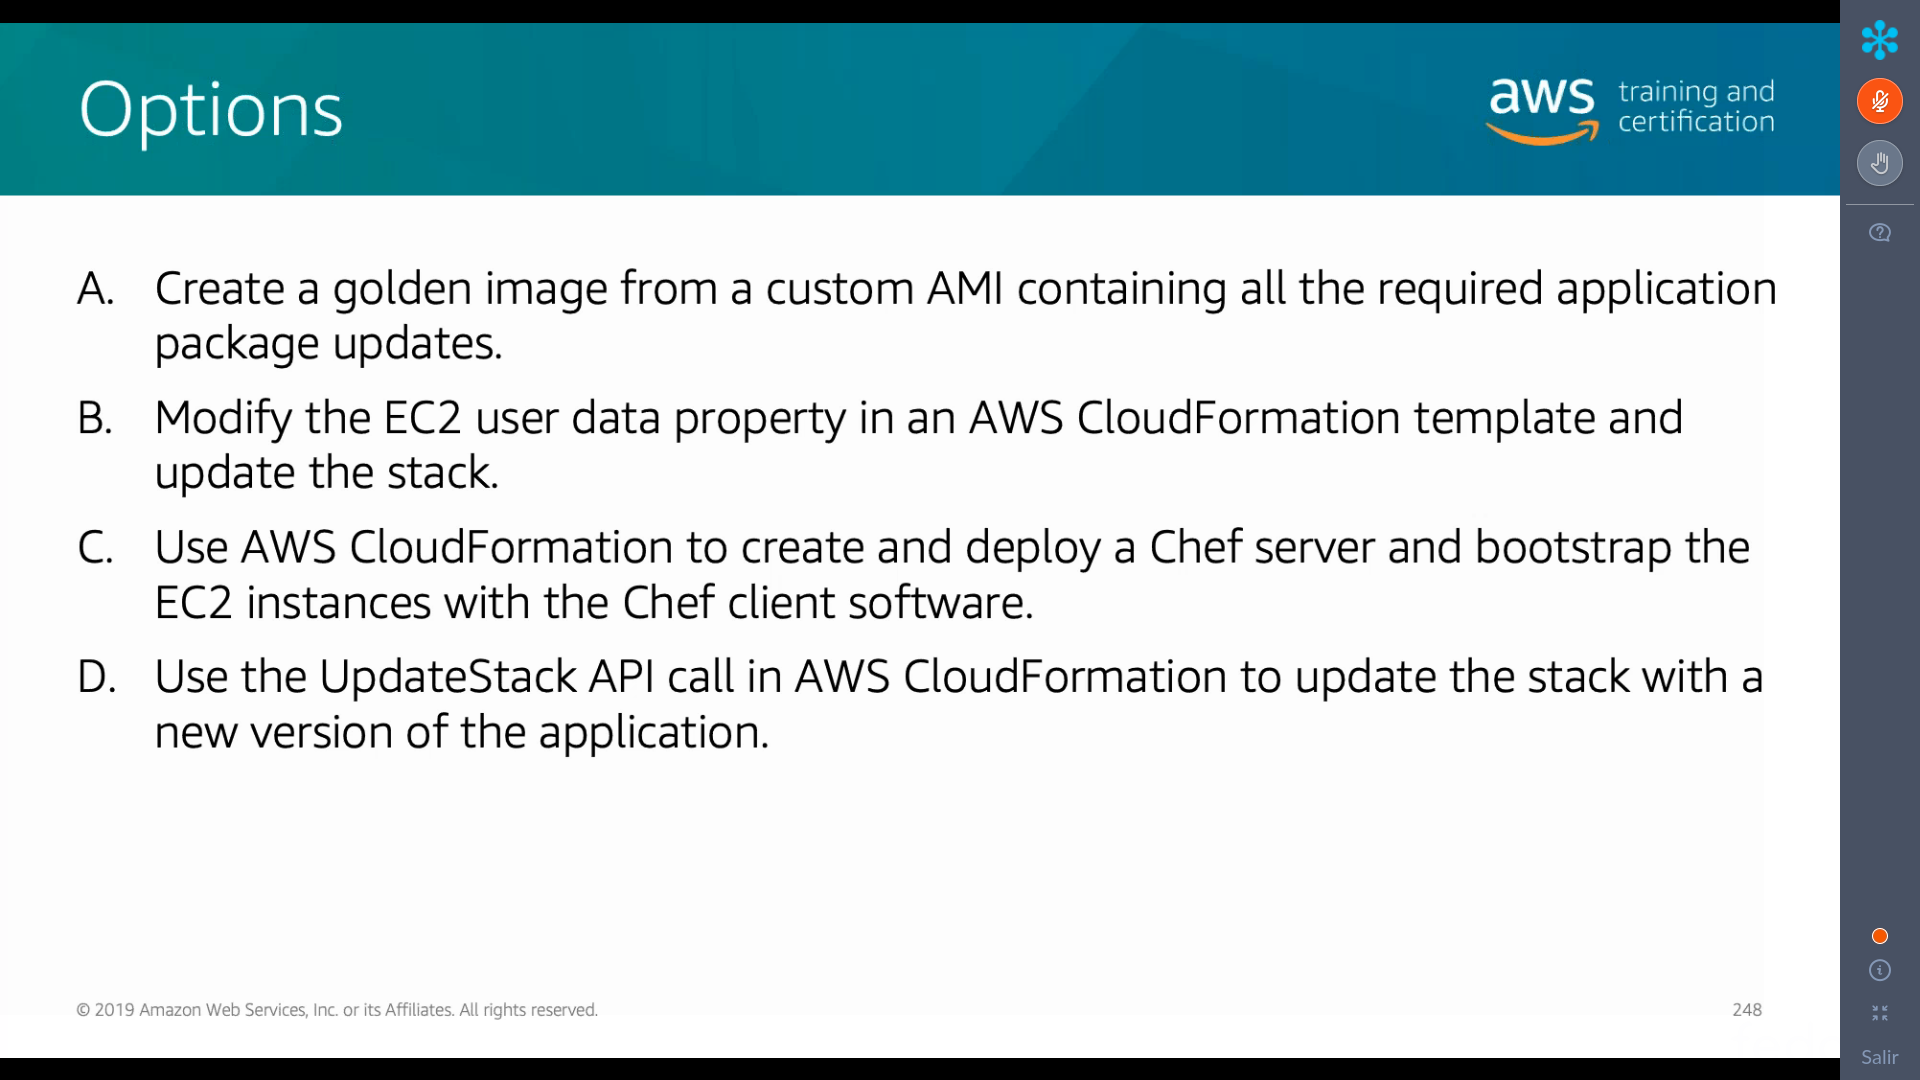 Options
aws training and
certification
A. Create a golden image from a custom AMI containing all the required application
package updates.
B. Modify the EC2 user data property in an AWS CloudFormation template and
update the stack.
C. Use AWS CloudFormation to create and deploy a Chef server and bootstrap the
EC2 instances with the Chef client software.
D. Use the UpdateStack API call in AWS CloudFormation to update the stack with a
new version of the application.
© 2019 Amazon Web Services, Inc. or its Affiliates. All rights reserved.
248
Salir